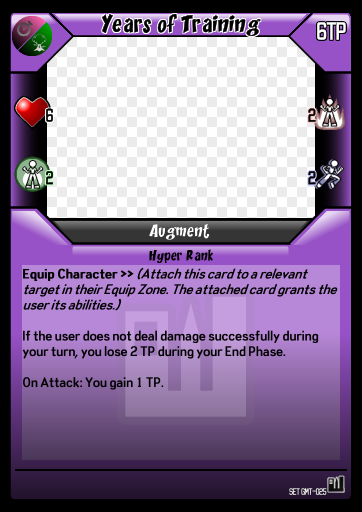 Years of Training
6TP
6
2
2
2
Augment
Hyper Rank
Equip Character >> (Attach this card to a relevant
target in their Equip Zone. The attached card grants the
user its abilities.)
If the user does not deal damage successfully during
your turn, you lose 2 TP during your End Phase.
On Attack: You gain 1 TP.
SET GMT-025